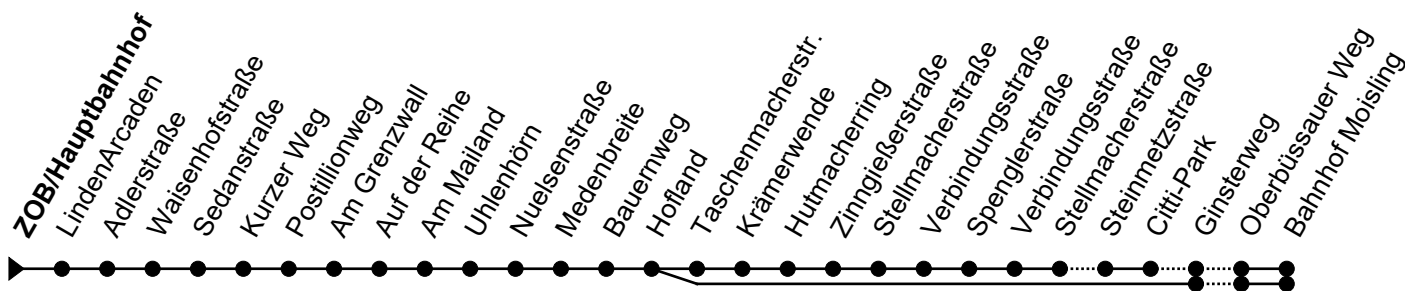 ZOB/Hauptbahnhof
LindenArcaden
Adlerstraße
Waisenhofstraße
Sedanstraße
Kurzer Weg
Postillionweg
Am Grenzwall
Auf der Reihe
Am Mailand
Uhlenhörn
Nuelsenstraße
Medenbreite
Bauernweg
Hofland
Taschenmacherstr.
Krämerwende
Hutmacherring
Zinngießerstraße
Stellmacherstraße
Verbindungsstraße
Spenglerstraße
Verbindungsstraße
Stellmacherstraße
Steinmetzstraße
Citti-Park
Ginsterweg
Oberbüssauer Weg
Bahnhof Moisling